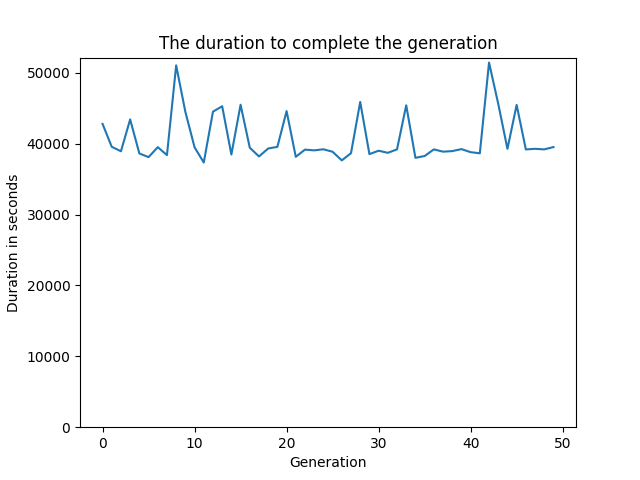 The duration to complete the generation
Duration in seconds
50000
40000
30000
20000
10000
0
0 10 20 30 40 50
Generation